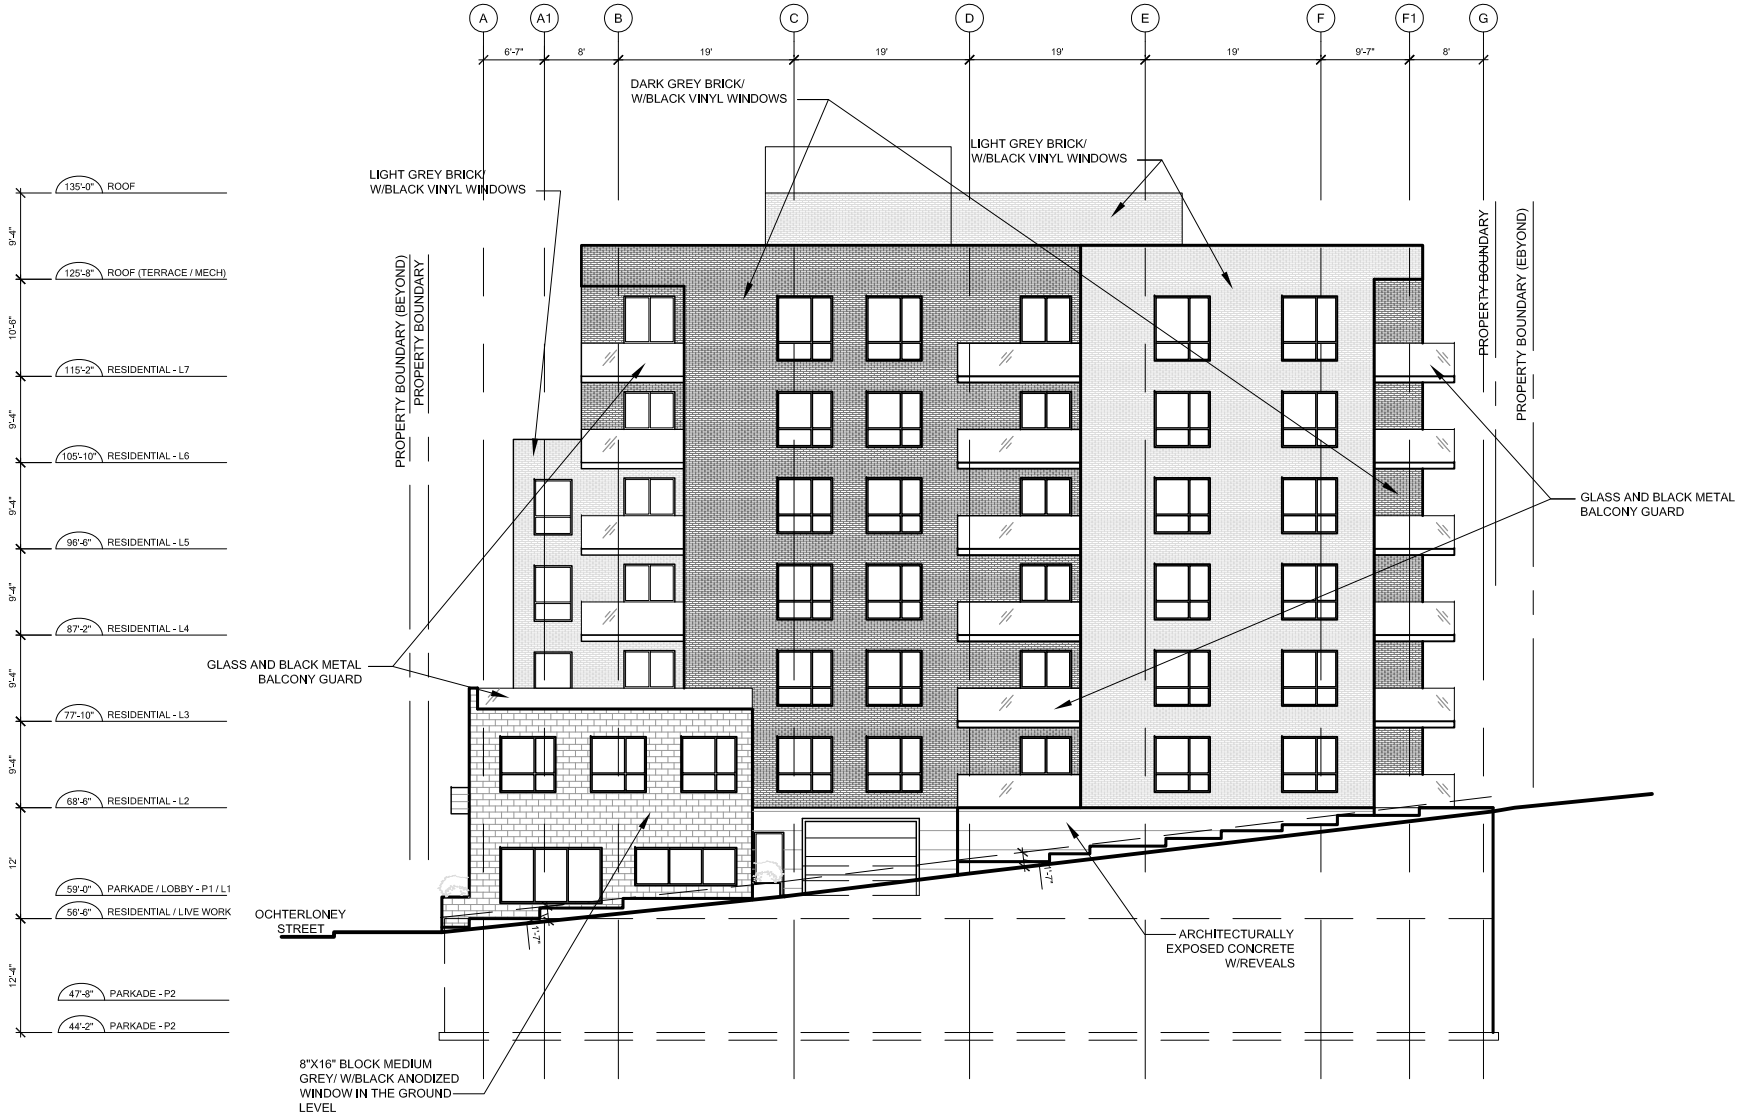 A A1 B C D E F F1 G
6'-7" 8' 19' 19' 19' 19' 9'-7" 8'
DARK GREY BRICK/
W/BLACK VINYL WINDOWS
LIGHT GREY BRICK/
W/BLACK VINYL WINDOWS
LIGHT GREY BRICK/
W/BLACK VINYL WINDOWS
135'-0" ROOF
9'-4"
125'-8" ROOF (TERRACE / MECH)
10'-6"
115'-2" RESIDENTIAL - L7
9'-4"
105'-10" RESIDENTIAL - L6
9'-4"
96'-6" RESIDENTIAL - L5
9'-4"
87'-2" RESIDENTIAL - L4
9'-4"
77'-10" RESIDENTIAL - L3
9'-4"
68'-6" RESIDENTIAL - L2
12'
59'-0" PARKADE / LOBBY - P1 / L1
56'-6" RESIDENTIAL / LIVE WORK
12'-4"
47'-8" PARKADE - P2
44'-2" PARKADE - P2
PROPERTY BOUNDARY (BEYOND)
PROPERTY BOUNDARY
PROPERTY BOUNDARY
PROPERTY BOUNDARY (EBYOND)
GLASS AND BLACK METAL
BALCONY GUARD
GLASS AND BLACK METAL
BALCONY GUARD
OCHTERLONEY
STREET
1'-7"
1'-7"
ARCHITECTURALLY
EXPOSED CONCRETE
W/REVEALS
8"X16" BLOCK MEDIUM
GREY/ W/BLACK ANODIZED
WINDOW IN THE GROUND
LEVEL